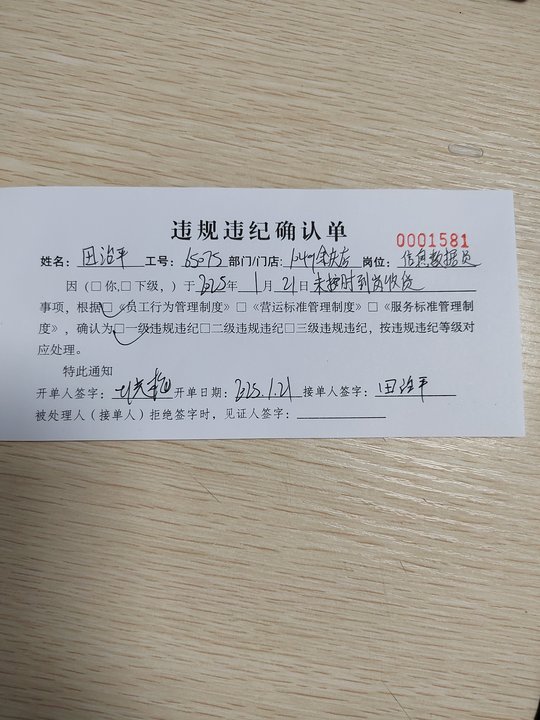 违规违纪确认单
0001581
姓名：田治平 工号：15075 部门/门店：1049 店 岗位：信息数据员
因（□你,□下级，）于2025年1月21日未按时到岗收货
事项，根据□《员工行为管理制度》□《营运标准管理制度》□《服务标准管理制
度》，确认为□一级违规违纪□二级违规违纪□三级违规违纪，按违规违纪等级对
应处理。
特此通知
开单人签字： 开单日期：2025.1.21 接单人签字：田治平
被处理人（接单人）拒绝签字时，见证人签字：